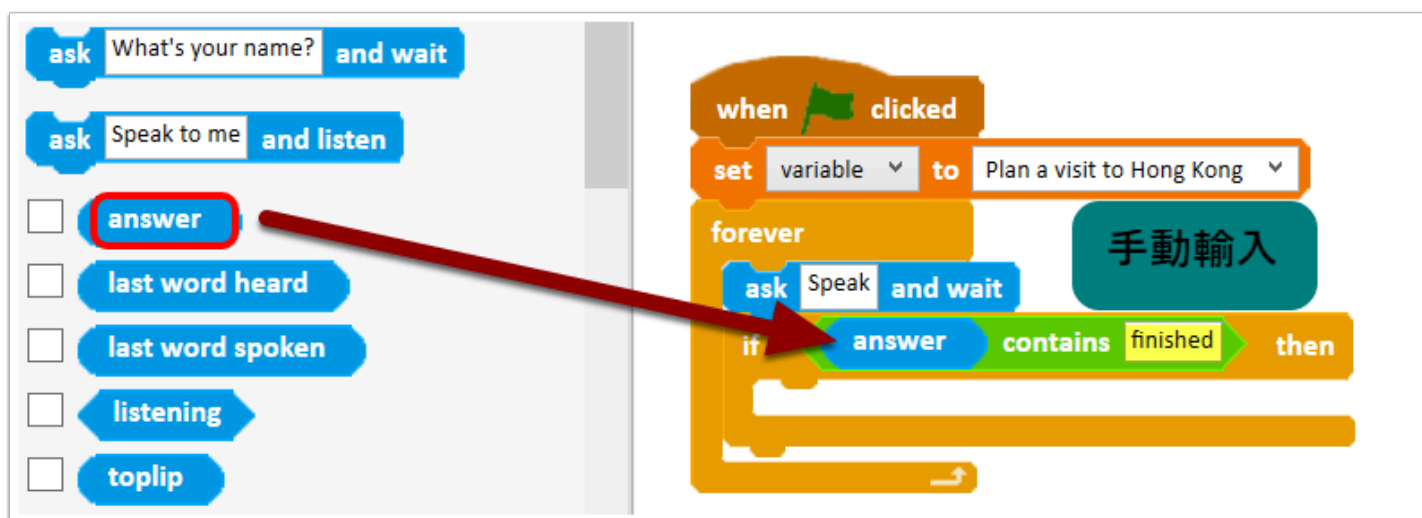 ask What's your name? and wait
ask Speak to me and listen
answer
last word heard
last word spoken
listening
toplip
when clicked
set variable to Plan a visit to Hong Kong
forever
手動輸入
ask Speak and wait
if answer contains finished then